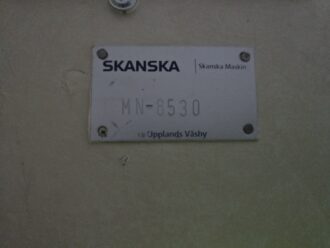 SKANSKA | Skanska Maskin
MN-8530
Upplands Väsby